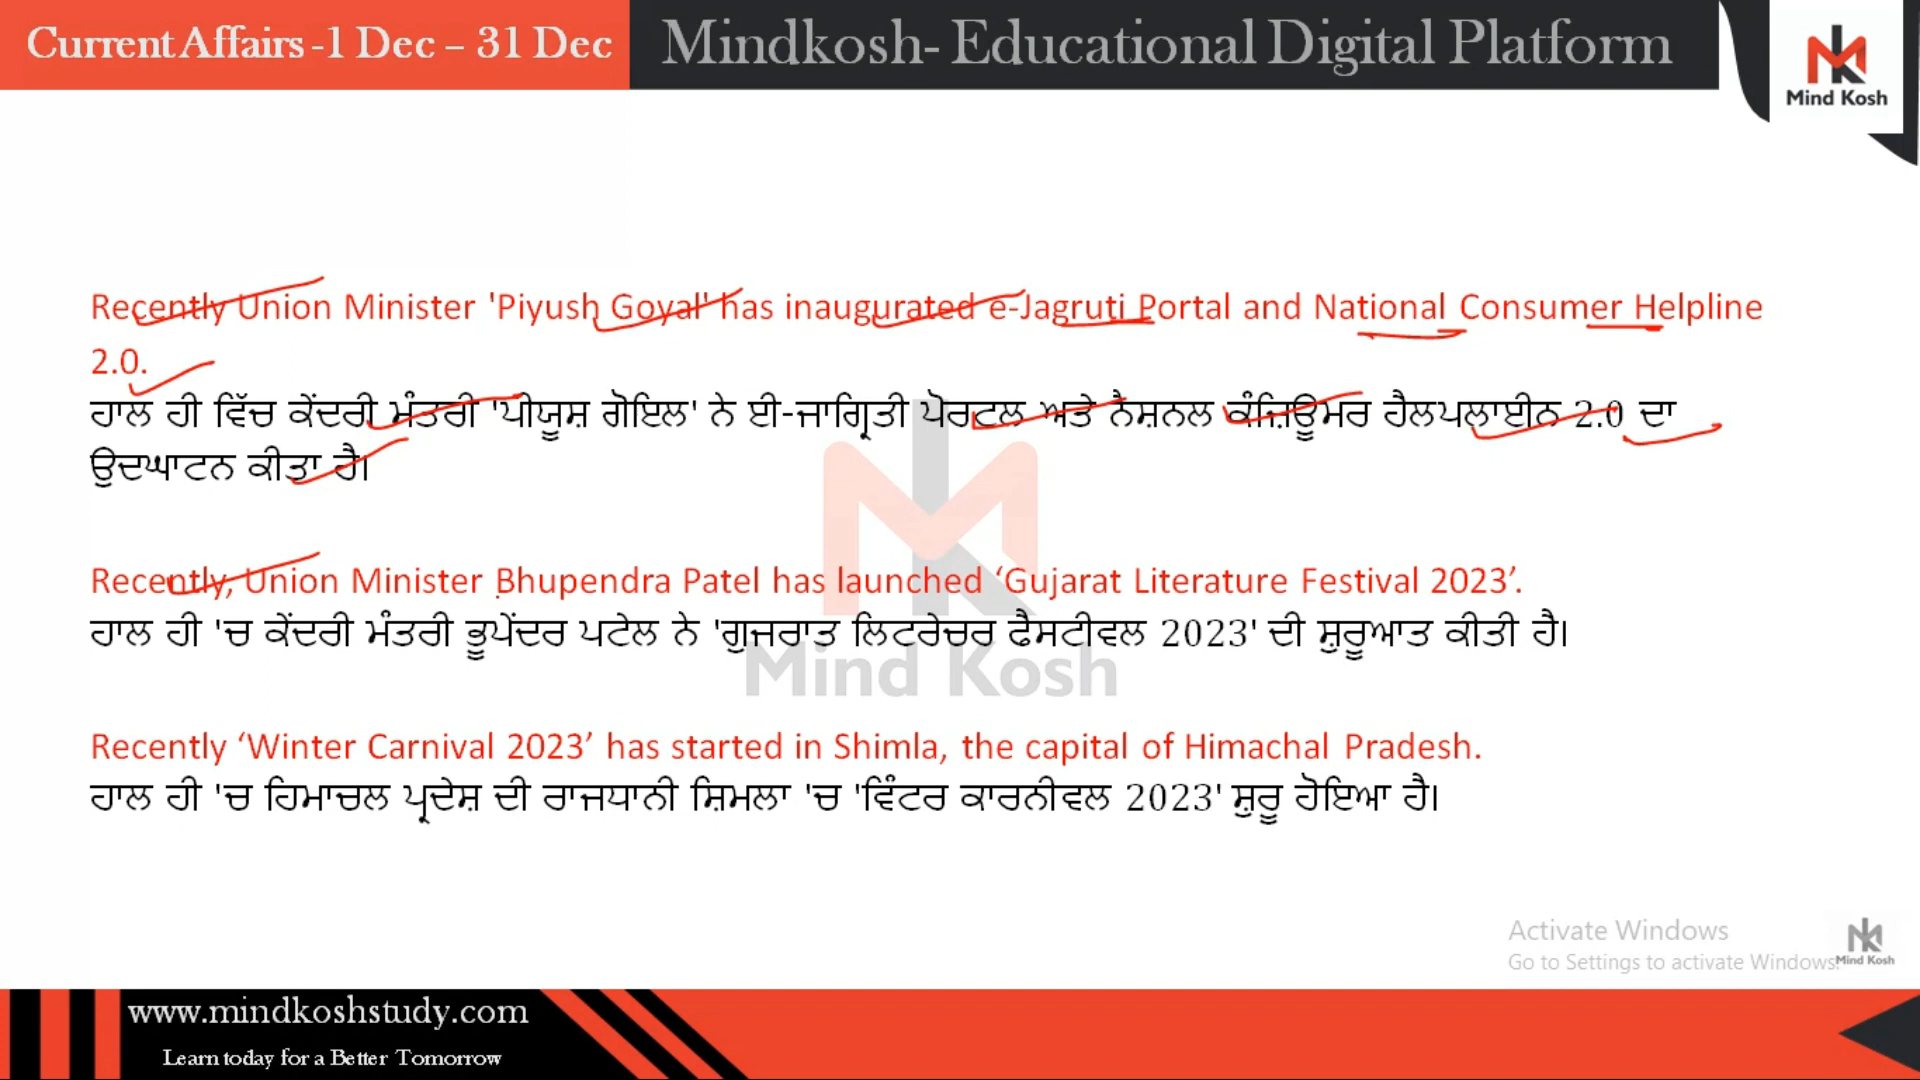 Current Affairs -1 Dec – 31 Dec
Mindkosh- Educational Digital Platform
Mind Kosh
Recently Union Minister 'Piyush Goyal' has inaugurated e-Jagruti Portal and National Consumer Helpline
2.0.
ਹਾਲ ਹੀ ਵਿੱਚ ਕੇਂਦਰੀ ਮੰਤਰੀ 'ਪੀਯੂਸ਼ ਗੋਇਲ' ਨੇ ਈ-ਜਾਗ੍ਰਿਤੀ ਪੋਰਟਲ ਅਤੇ ਨੈਸ਼ਨਲ ਕੰਜ਼ਿਊਮਰ ਹੈਲਪਲਾਈਨ 2.0 ਦਾ
ਉਦਘਾਟਨ ਕੀਤਾ ਹੈ।
Recently, Union Minister Bhupendra Patel has launched ‘Gujarat Literature Festival 2023’.
ਹਾਲ ਹੀ 'ਚ ਕੇਂਦਰੀ ਮੰਤਰੀ ਭੂਪੇਂਦਰ ਪਟੇਲ ਨੇ 'ਗੁਜਰਾਤ ਲਿਟਰੇਚਰ ਫੈਸਟੀਵਲ 2023' ਦੀ ਸ਼ੁਰੂਆਤ ਕੀਤੀ ਹੈ।
Mind Kosh
Recently ‘Winter Carnival 2023’ has started in Shimla, the capital of Himachal Pradesh.
ਹਾਲ ਹੀ 'ਚ ਹਿਮਾਚਲ ਪ੍ਰਦੇਸ਼ ਦੀ ਰਾਜਧਾਨੀ ਸ਼ਿਮਲਾ 'ਚ 'ਵਿੰਟਰ ਕਾਰਨੀਵਲ 2023' ਸ਼ੁਰੂ ਹੋਇਆ ਹੈ।
Activate Windows
Go to Settings to activate Windows.
Mind Kosh
www.mindkoshstudy.com
Learn today for a Better Tomorrow